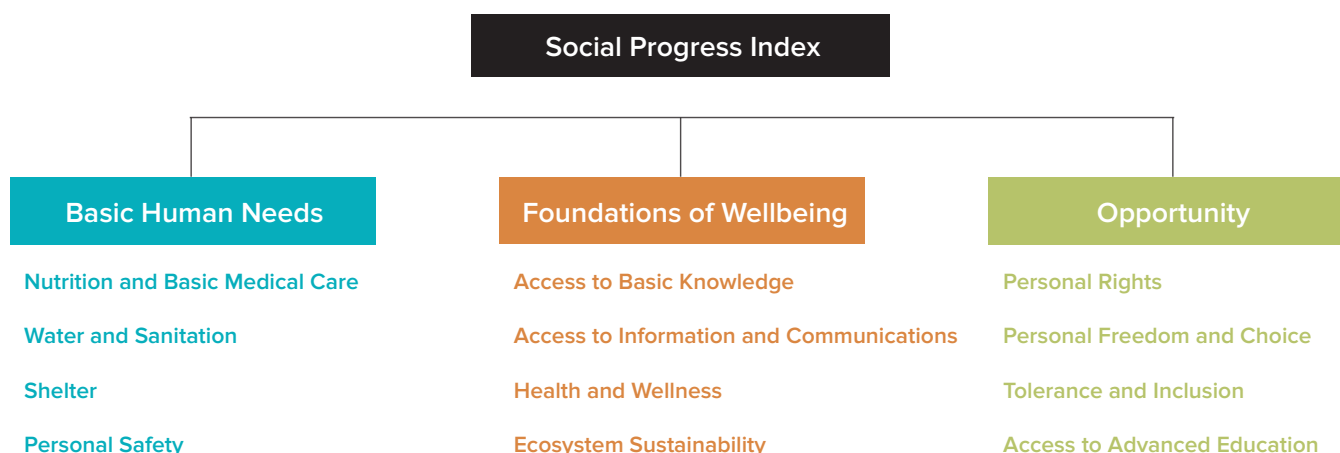 Social Progress Index
Basic Human Needs
Nutrition and Basic Medical Care
Water and Sanitation
Shelter
Personal Safety
Foundations of Wellbeing
Access to Basic Knowledge
Access to Information and Communications
Health and Wellness
Ecosystem Sustainability
Opportunity
Personal Rights
Personal Freedom and Choice
Tolerance and Inclusion
Access to Advanced Education